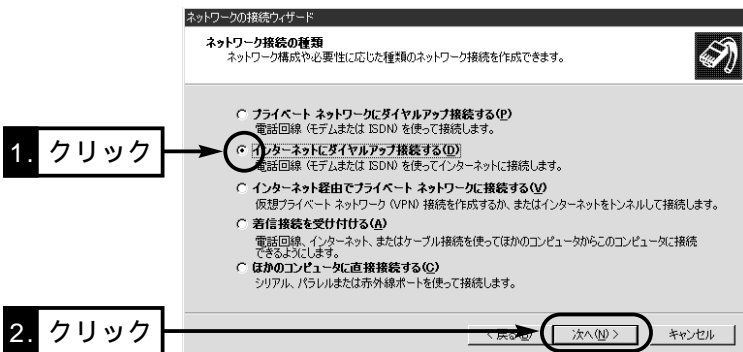 ネットワークの接続ウィザード
ネットワーク接続の種類
ネットワーク構成や必要性に応じた種類のネットワーク接続を作成できます。
プライベート ネットワークにダイヤルアップ接続する(P)
電話回線 (モデムまたは ISDN) を使って接続します。
1. クリック
インターネットにダイヤルアップ接続する(D)
電話回線 (モデムまたは ISDN) を使ってインターネットに接続します。
インターネット経由でプライベート ネットワークに接続する(V)
仮想プライベート ネットワーク (VPN) 接続を作成するか、またはインターネットをトンネルして接続します。
着信接続を受け付ける(A)
電話回線、インターネット、またはケーブル接続を使ってほかのコンピュータからこのコンピュータに接続
できるようにします。
ほかのコンピュータに直接接続する(C)
シリアル、パラレルまたは赤外線ポートを使って接続します。
2. クリック
< 戻る(B) 次へ(N) > キャンセル